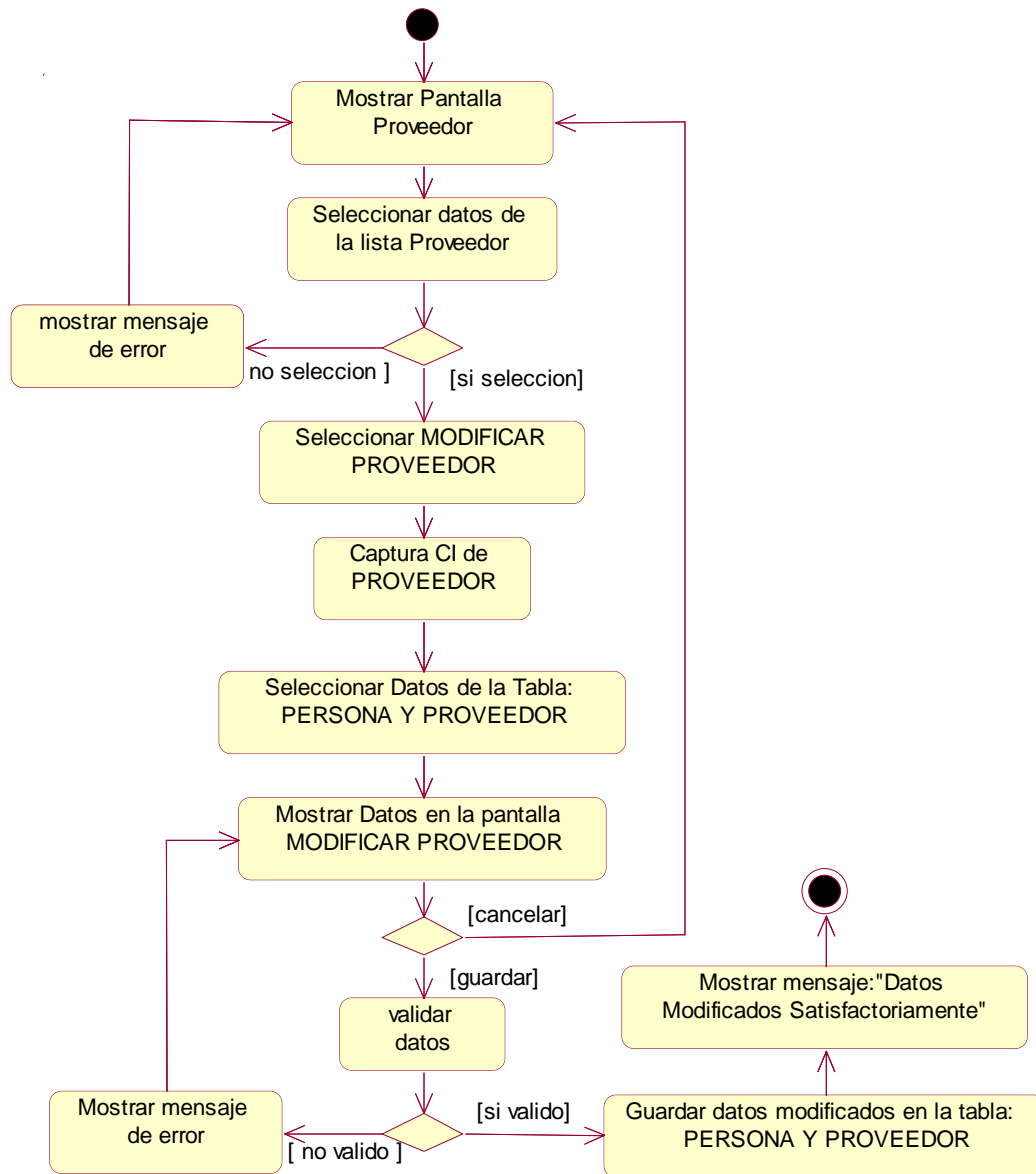 Mostrar Pantalla
Proveedor
Seleccionar datos de
la lista Proveedor
mostrar mensaje
de error
no seleccion ]
[si seleccion]
Seleccionar MODIFICAR
PROVEEDOR
Captura CI de
PROVEEDOR
Seleccionar Datos de la Tabla:
PERSONA Y PROVEEDOR
Mostrar Datos en la pantalla
MODIFICAR PROVEEDOR
[cancelar]
[guardar]
validar
datos
Mostrar mensaje:"Datos
Modificados Satisfactoriamente"
Mostrar mensaje
de error
[ no valido ]
[si valido]
Guardar datos modificados en la tabla:
PERSONA Y PROVEEDOR